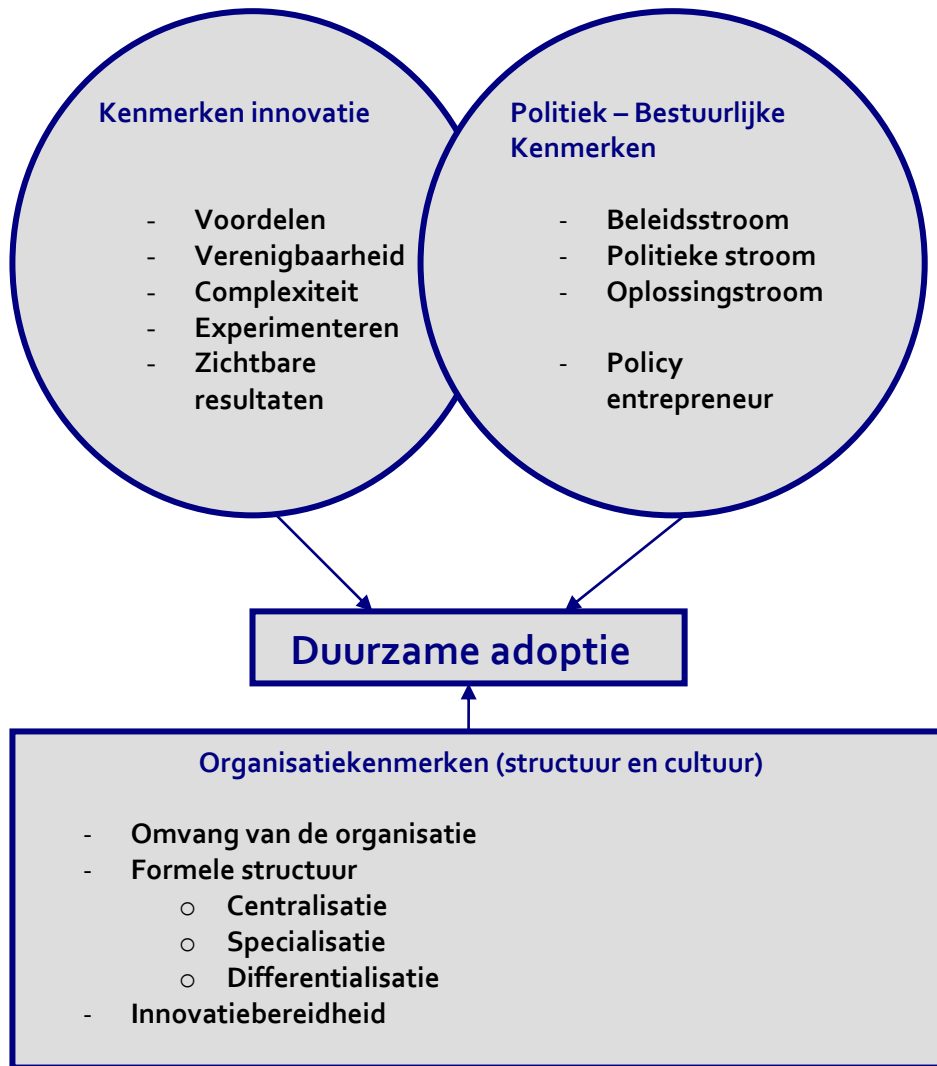 Kenmerken innovatie
- Voordelen
- Verenigbaarheid
- Complexiteit
- Experimenteren
- Zichtbare
resultaten
Politiek – Bestuurlijke
Kenmerken
- Beleidsstroom
- Politieke stroom
- Oplossingstroom
- Policy
entrepreneur
Duurzame adoptie
Organisatiekenmerken (structuur en cultuur)
- Omvang van de organisatie
- Formele structuur
o Centralisatie
o Specialisatie
o Differentialisatie
- Innovatiebereidheid